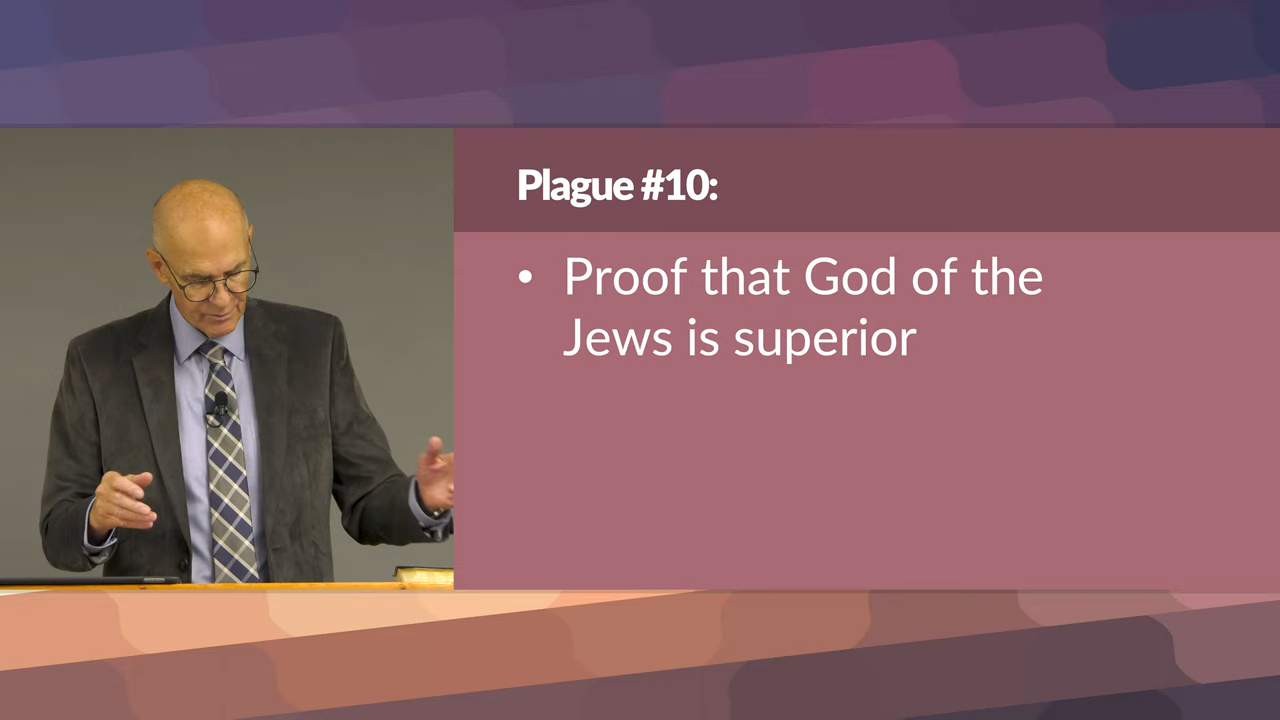 Plague #10:
• Proof that God of the
Jews is superior